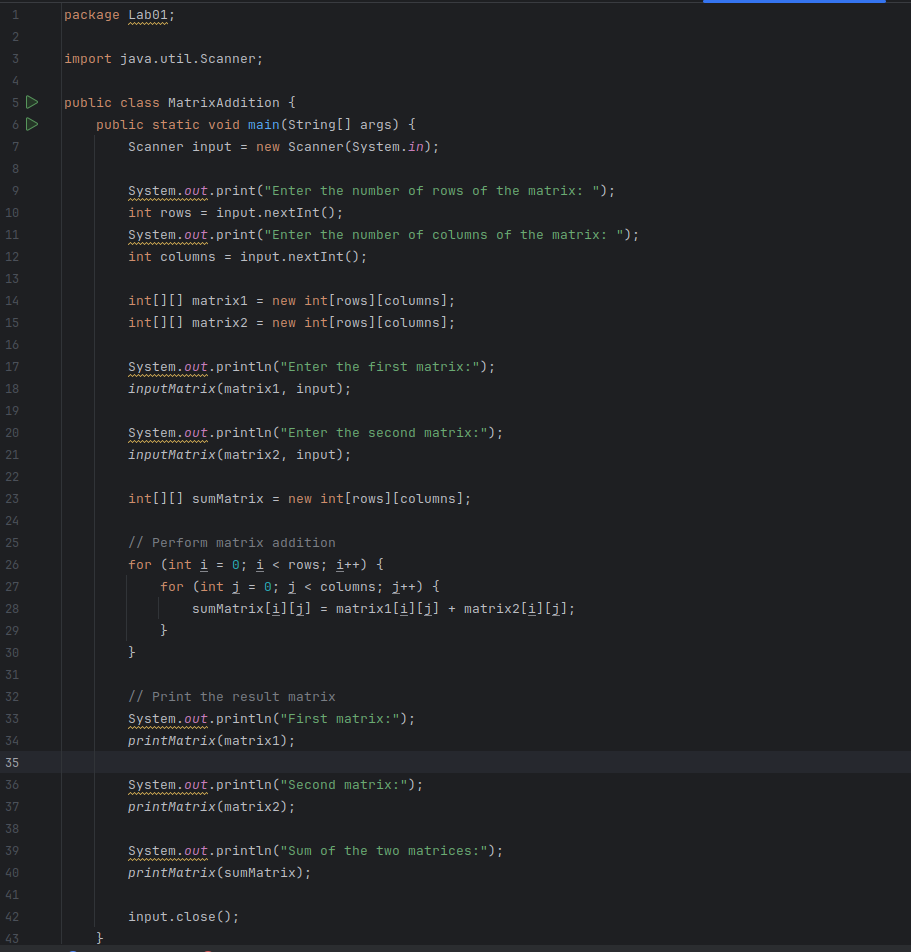 1 package Lab01;
2
3 import java.util.Scanner;
4
5 public class MatrixAddition {
6     public static void main(String[] args) {
7         Scanner input = new Scanner(System.in);
8
9         System.out.print("Enter the number of rows of the matrix: ");
10         int rows = input.nextInt();
11         System.out.print("Enter the number of columns of the matrix: ");
12         int columns = input.nextInt();
13
14         int[][] matrix1 = new int[rows][columns];
15         int[][] matrix2 = new int[rows][columns];
16
17         System.out.println("Enter the first matrix:");
18         inputMatrix(matrix1, input);
19
20         System.out.println("Enter the second matrix:");
21         inputMatrix(matrix2, input);
22
23         int[][] sumMatrix = new int[rows][columns];
24
25         // Perform matrix addition
26         for (int i = 0; i < rows; i++) {
27             for (int j = 0; j < columns; j++) {
28                 sumMatrix[i][j] = matrix1[i][j] + matrix2[i][j];
29             }
30         }
31
32         // Print the result matrix
33         System.out.println("First matrix:");
34         printMatrix(matrix1);
35
36         System.out.println("Second matrix:");
37         printMatrix(matrix2);
38
39         System.out.println("Sum of the two matrices:");
40         printMatrix(sumMatrix);
41
42         input.close();
43     }